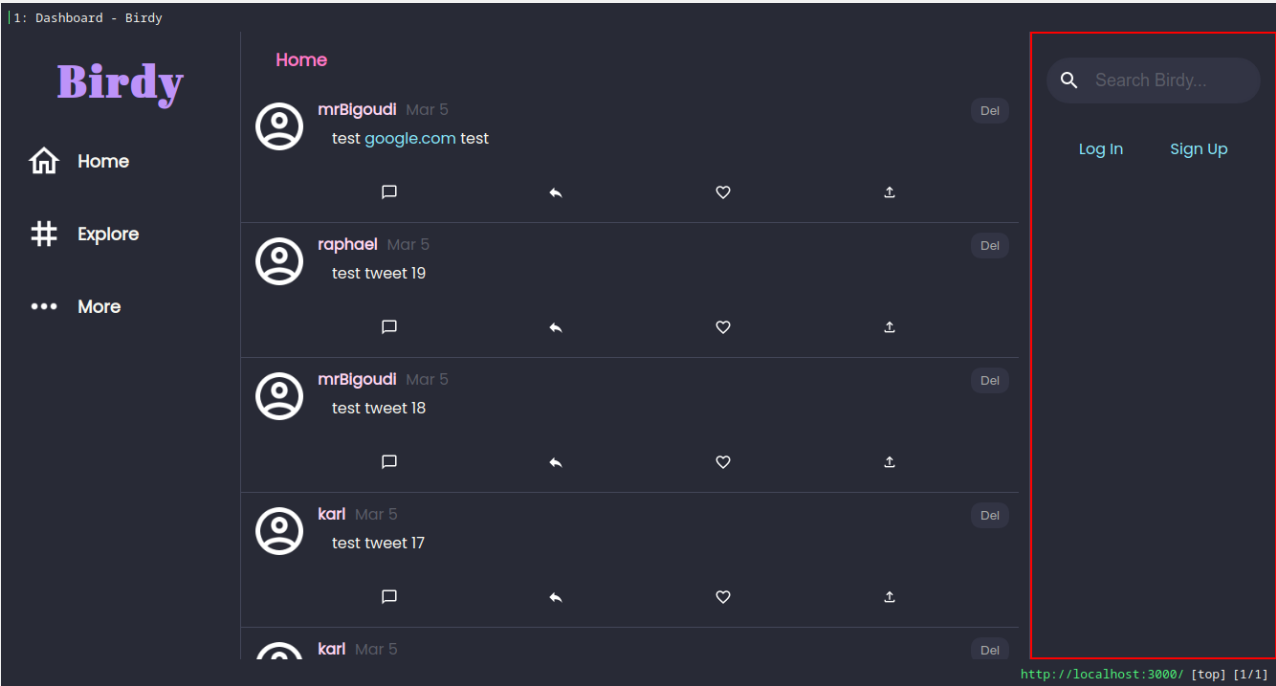 1: Dashboard - Birdy
Birdy
Home
Explore
More
Home
mrBigoudi Mar 5 Del
test google.com test
raphael Mar 5 Del
test tweet 19
mrBigoudi Mar 5 Del
test tweet 18
karl Mar 5 Del
test tweet 17
karl Mar 5 Del
Search Birdy...
Log In Sign Up
http://localhost:3000/ [top] [1/1]